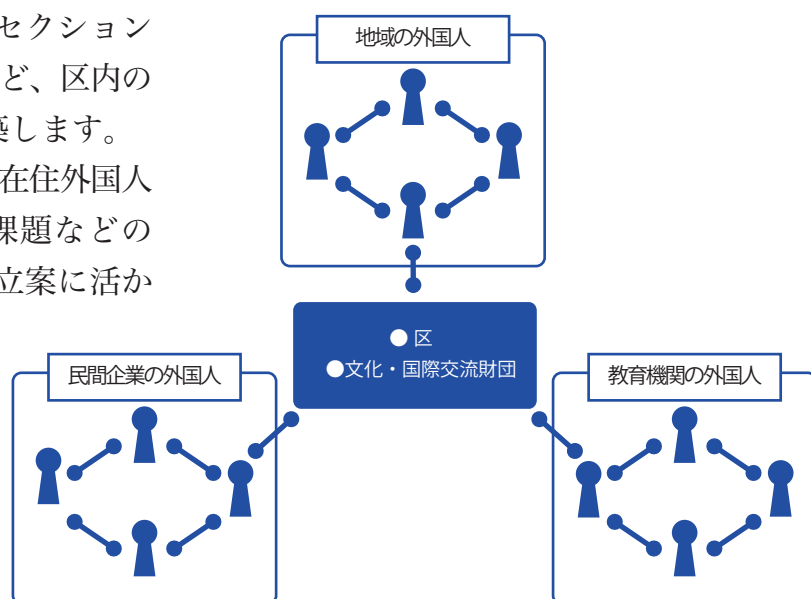 セクション
ど、区内の
築します。
在住外国人
課題などの
立案に活か
地域の外国人
● 区
●文化・国際交流財団
民間企業の外国人
教育機関の外国人